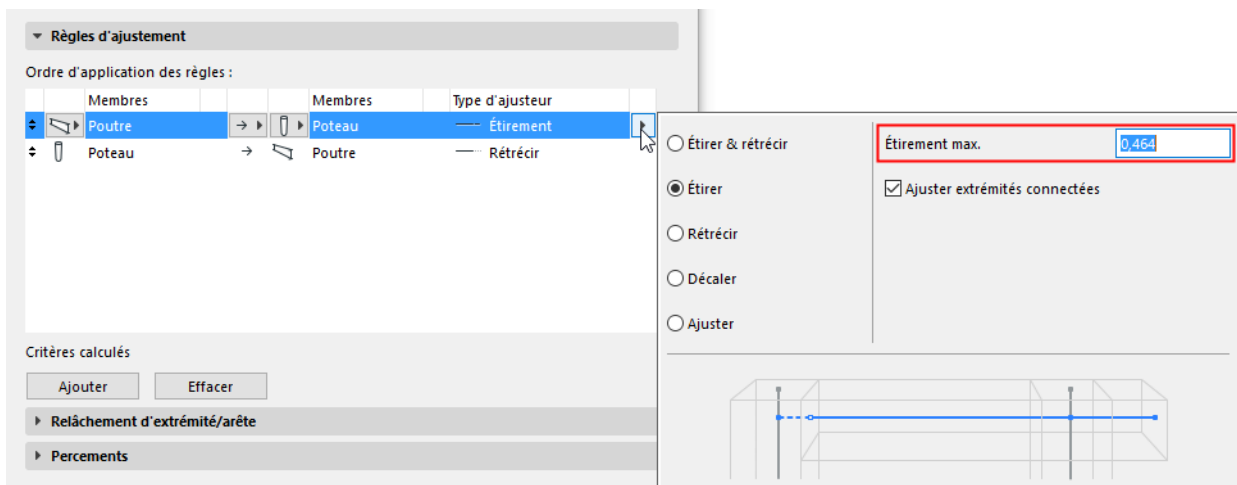 Règles d'ajustement
Ordre d'application des règles :
Membres Membres Type d'ajusteur
Poutre Poteau Étirement
Poteau Poutre Rétrécir
Étirer & rétrécir
Étirement max. 0,464
Étirer
Ajuster extrémités connectées
Rétrécir
Décaler
Ajuster
Critères calculés
Ajouter Effacer
Relâchement d'extrémité/arête
Percements